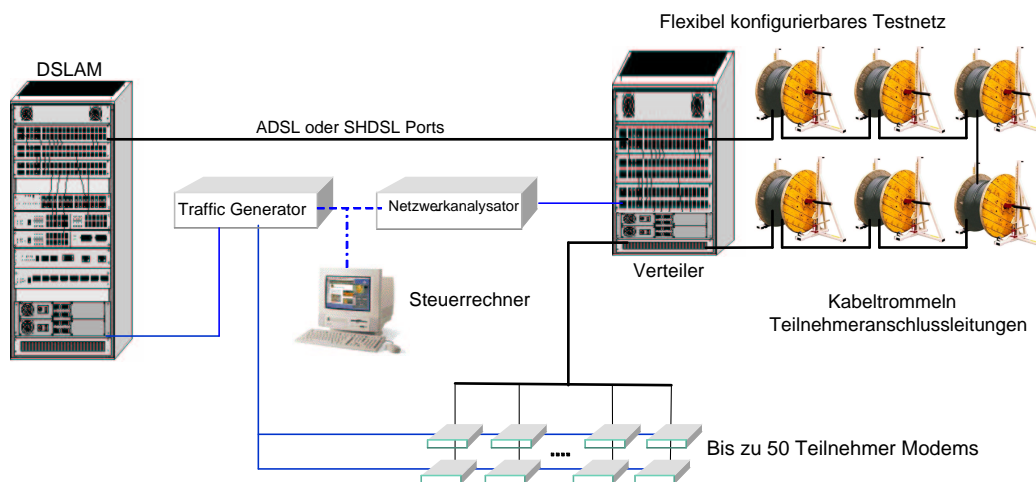 Flexibel konfigurierbares Testnetz
DSLAM
ADSL oder SHDSL Ports
Traffic Generator
Netzwerkanalysator
Verteiler
Steuerrechner
Kabeltrommeln
Teilnehmeranschlussleitungen
Bis zu 50 Teilnehmer Modems
....